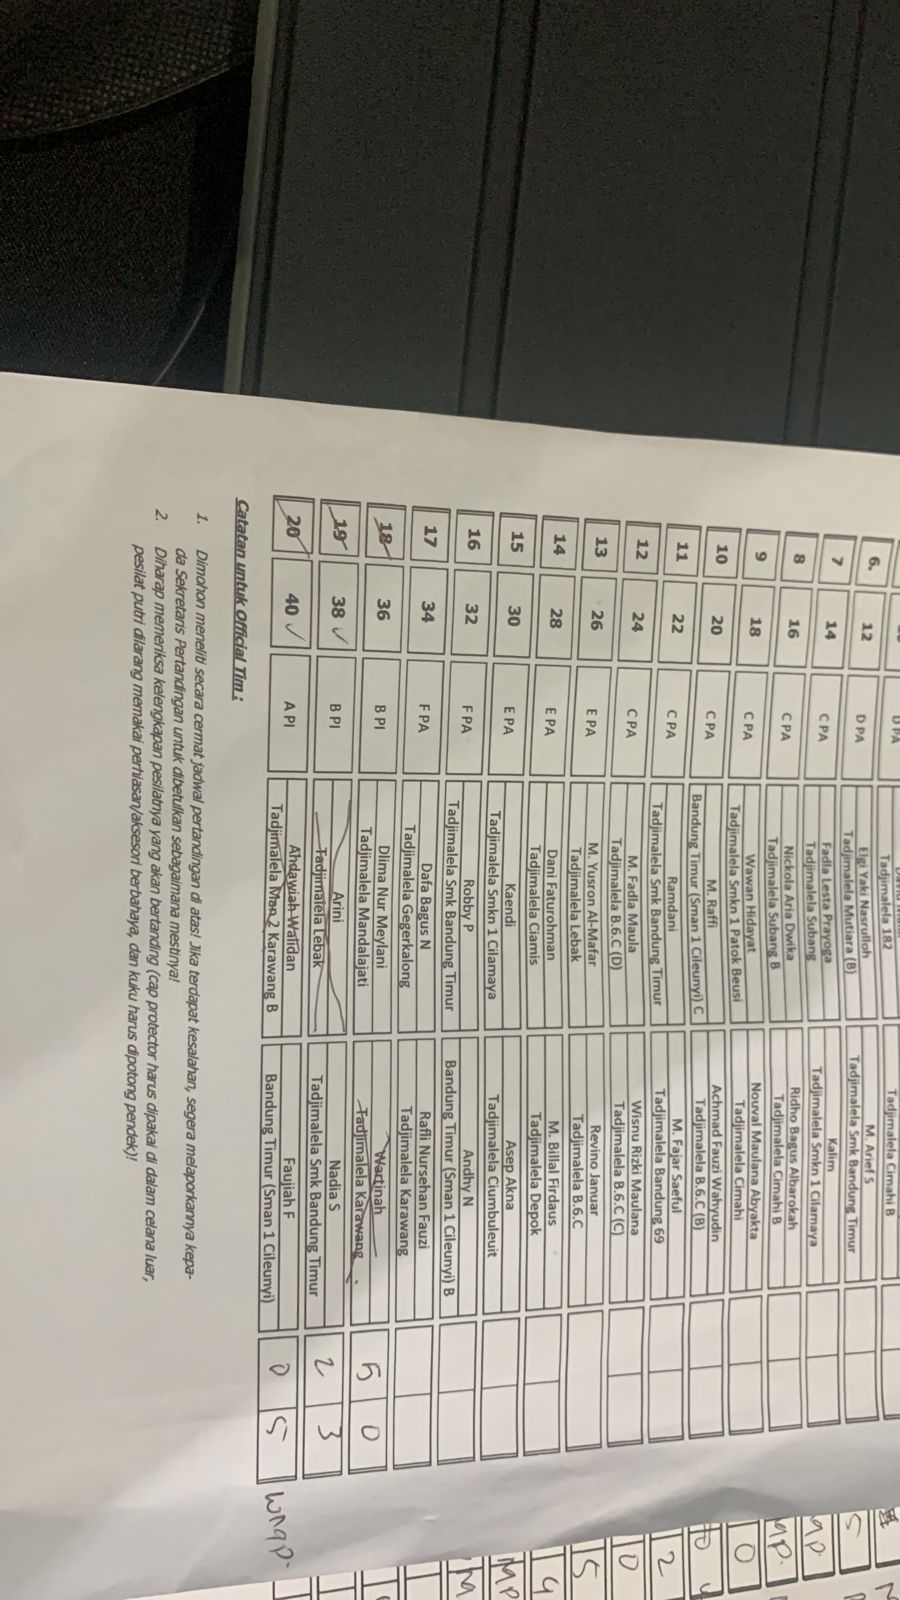 D PA
Tadjimalela 182
Tadjimalela Cimahi B
6. 12 D PA Elgi Yaki Nasrulloh M. Arief S
Tadjimalela Mutiara (B) Tadjimalela Smk Bandung Timur
7 14 C PA Fadla Lesta Prayoga Kalim
Tadjimalela Subang Tadjimalela Smkn 1 Cilamaya
8 16 C PA Nickola Aria Dwika Ridho Bagus Albarokah
Tadjimalela Subang B Tadjimalela Cimahi B
9 18 C PA Wawan Hidayat Nouval Maulana Abyakta
Tadjimalela Smkn 1 Patok Beusi Tadjimalela Cimahi
10 20 C PA M. Raffi Achmad Fauzi Wahyudin
Bandung Timur (Sman 1 Cileunyi) C Tadjimalela B.6.C (B)
11 22 C PA Ramdani M. Fajar Saeful
Tadjimalela Smk Bandung Timur Tadjimalela Bandung 69
12 24 C PA M. Fadla Maula Wisnu Rizki Maulana
Tadjimalela B.6.C (D) Tadjimalela B.6.C (C)
13 26 E PA M. Yusron Al-Mafar Revino Januar
Tadjimalela Lebak Tadjimalela B.6.C
14 28 E PA Dani Faturohman M. Billal Firdaus
Tadjimalela Ciamis Tadjimalela Depok
15 30 E PA Kaendi Asep Akna
Tadjimalela Smkn 1 Cilamaya Tadjimalela Ciumbuleuit
16 32 F PA Robby P Andhy N
Tadjimalela Smk Bandung Timur Bandung Timur (Sman 1 Cileunyi) B
17 34 F PA Dafa Bagus N Rafli Nursehan Fauzi
Tadjimalela Gegerkalong Tadjimalela Karawang
18 36 B PI Dlima Nur Meylani Wartinah 5 0
Tadjimalela Mandalajati Tadjimalela Karawang
19 38 B PI Arini Nadia S 2 3
Tadjimalela Lebak Tadjimalela Smk Bandung Timur
20 40 A PI Ahdawiah Walidan Faujiah F 0 5
Tadjimalela Man 2 Karawang B Bandung Timur (Sman 1 Cileunyi)
Catatan untuk Official Tim :
1. Dimohon meneliti secara cermat jadwal pertandingan di atas! Jika terdapat kesalahan, segera melaporkannya kepa-
da Sekretaris Pertandingan untuk dibetulkan sebagaimana mestinya!
2. Diharap memeriksa kelengkapan pesilatnya yang akan bertanding (cap protector harus dipakai di dalam celana luar,
pesilat putri dilarang memakai perhiasan/aksesori berbahaya, dan kuku harus dipotong pendek)!
5
0
2
0
5